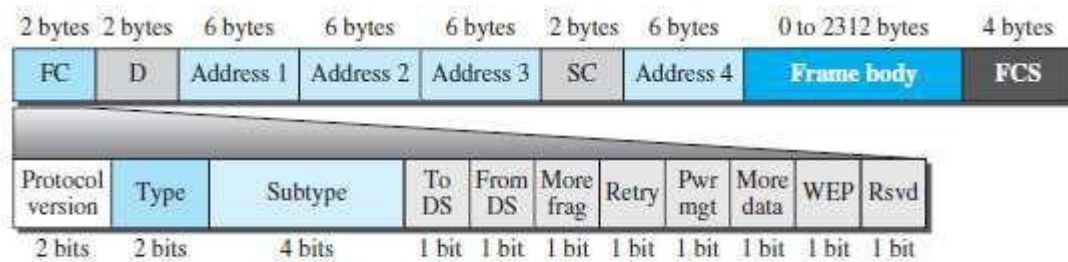 2 bytes 2 bytes 6 bytes 6 bytes 6 bytes 2 bytes 6 bytes 0 to 2312 bytes 4 bytes
FC D Address 1 Address 2 Address 3 SC Address 4 Frame body FCS
Protocol version Type Subtype To DS From DS More frag Retry Pwr mgt More data WEP Rsvd
2 bits 2 bits 4 bits 1 bit 1 bit 1 bit 1 bit 1 bit 1 bit 1 bit 1 bit